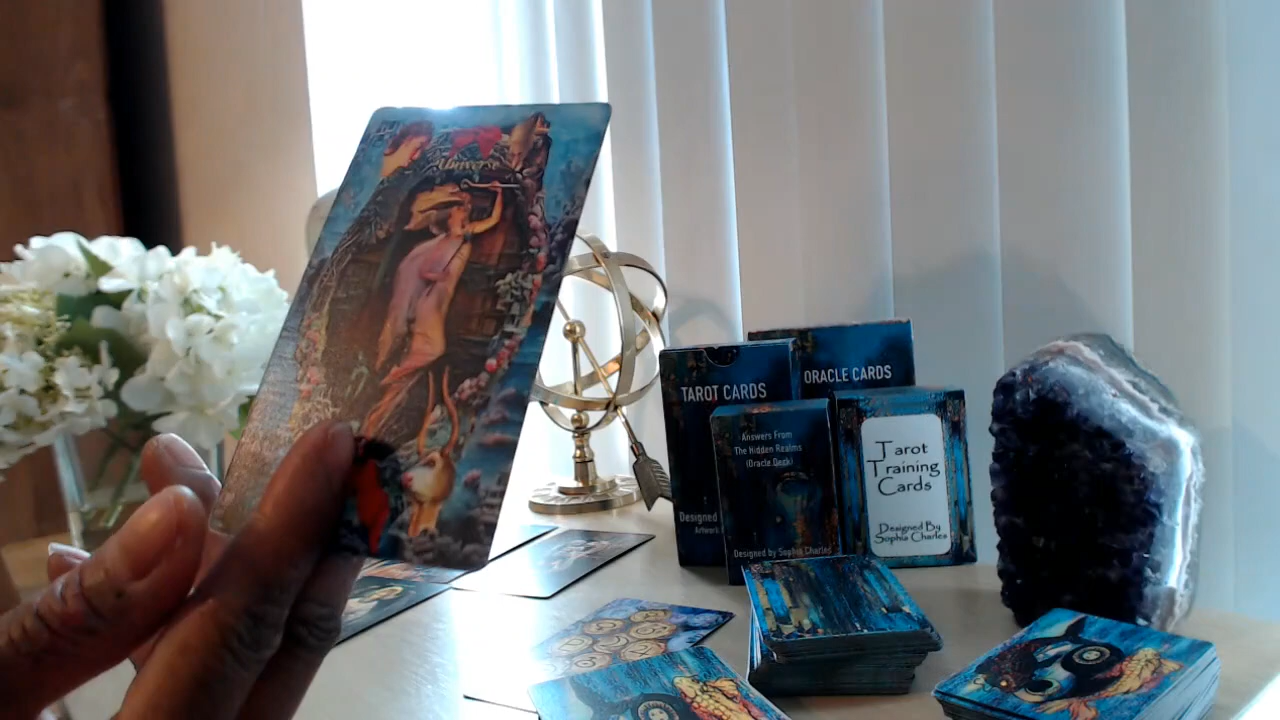 Universe
TAROT CARDS
Designed
Artwork
ORACLE CARDS
Answers From
The Hidden Realms
(Oracle Deck)
Designed by Sophia Charles
Tarot
Training
Cards
Designed By
Sophia Charles